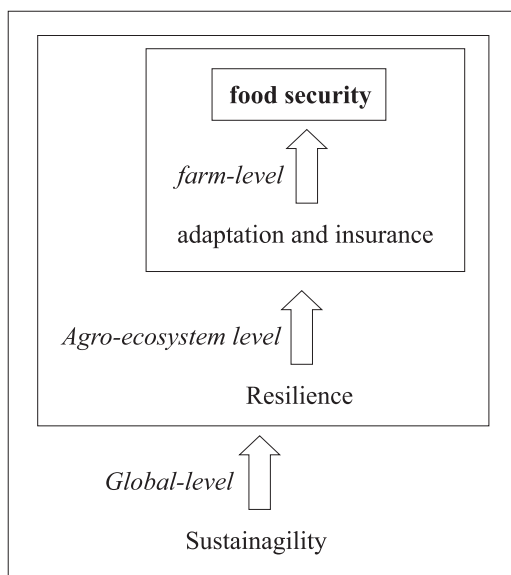 food security
farm-level
adaptation and insurance
Agro-ecosystem level
Resilience
Global-level
Sustainagility